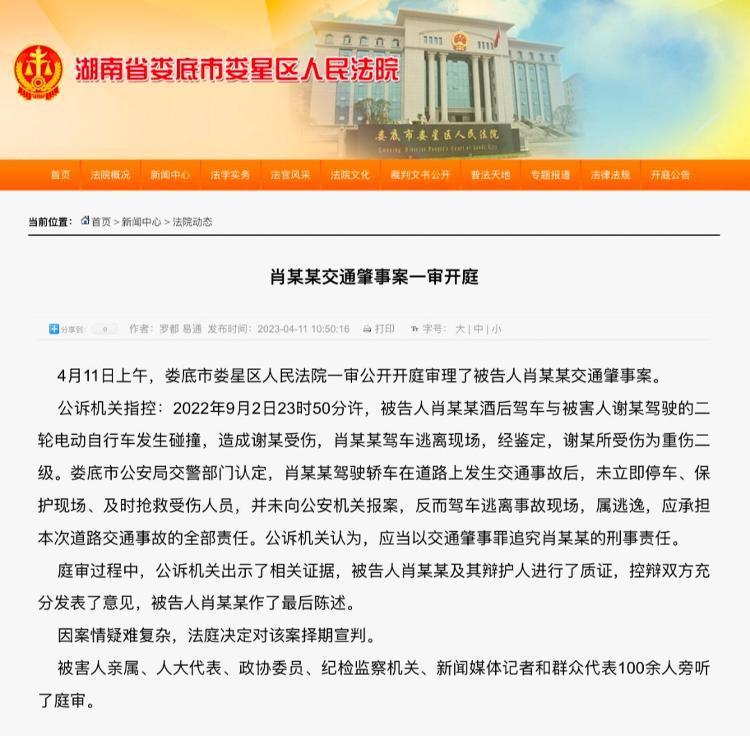 湖南省娄底市娄星区人民法院
娄底市娄星区人民法院
首页 法院概况 新闻中心 法学实务 法官风采 法院文化 裁判文书公开 普法天地 专题报道 法律法规 开庭公告
当前位置： 首页 > 新闻中心 > 法院动态
肖某某交通肇事案一审开庭
分享到： 0 作者：罗都 易通 发布时间：2023-04-11 10:50:16 打印 字号：大 | 中 | 小
4月11日上午，娄底市娄星区人民法院一审公开开庭审理了被告人肖某某交通肇事案。
公诉机关指控：2022年9月2日23时50分许，被告人肖某某酒后驾车与被害人谢某驾驶的二
轮电动自行车发生碰撞，造成谢某受伤，肖某某驾车逃离现场，经鉴定，谢某所受伤为重伤二
级。娄底市公安局交警部门认定，肖某某驾驶轿车在道路上发生交通事故后，未立即停车、保
护现场、及时抢救受伤人员，并未向公安机关报案，反而驾车逃离事故现场，属逃逸，应承担
本次道路交通事故的全部责任。公诉机关认为，应当以交通肇事罪追究肖某某的刑事责任。
庭审过程中，公诉机关出示了相关证据，被告人肖某某及其辩护人进行了质证，控辩双方充
分发表了意见，被告人肖某某作了最后陈述。
因案情疑难复杂，法庭决定对该案择期宣判。
被害人亲属、人大代表、政协委员、纪检监察机关、新闻媒体记者和群众代表100余人旁听
了庭审。